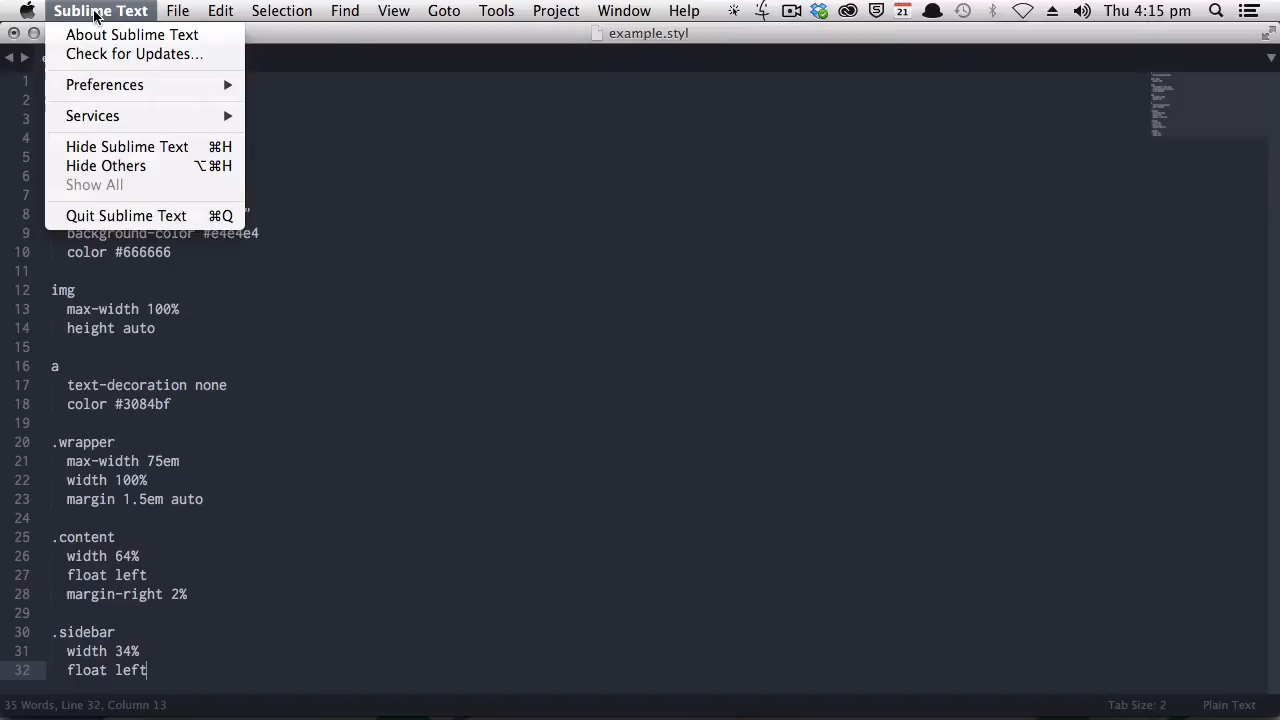 Sublime Text File Edit Selection Find View Goto Tools Project Window Help 21 Thu 4:15 pm
example.styl
About Sublime Text
Check for Updates...
Preferences
Services
Hide Sublime Text ⌘H
Hide Others ⌥⌘H
Show All
Quit Sublime Text ⌘Q
1
2
3
4
5
6
7
8 "
9 background-color #e4e4e4
10 color #666666
11
12 img
13 max-width 100%
14 height auto
15
16 a
17 text-decoration none
18 color #3084bf
19
20 .wrapper
21 max-width 75em
22 width 100%
23 margin 1.5em auto
24
25 .content
26 width 64%
27 float left
28 margin-right 2%
29
30 .sidebar
31 width 34%
32 float left
35 Words, Line 32, Column 13 Tab Size: 2 Plain Text